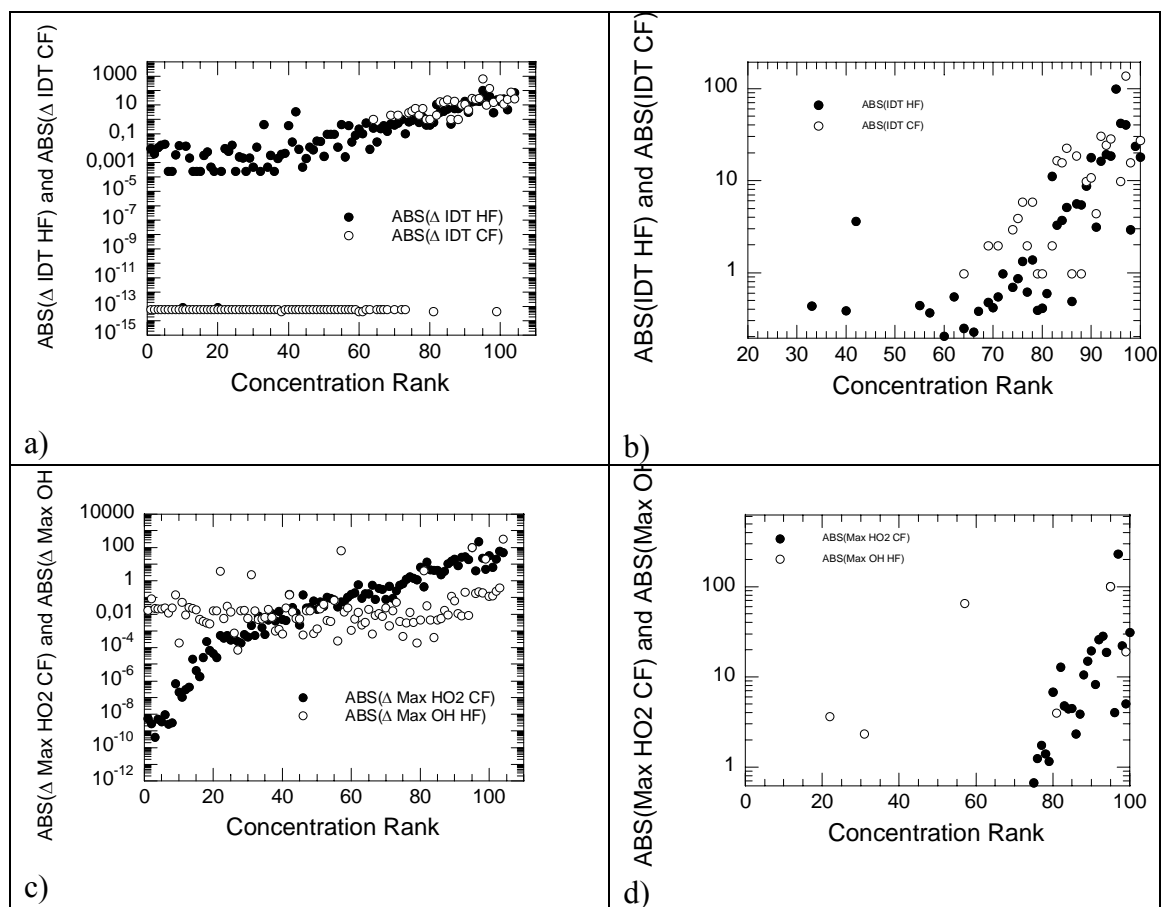 ABS(Δ IDT HF) and ABS(Δ IDT CF)
1000
10
0,1
0,001
10-5
10-7
10-9
10-11
10-13
10-15
ABS(Δ IDT HF)
ABS(Δ IDT CF)
0 20 40 60 80 100
Concentration Rank
a)
ABS(IDT HF) and ABS(IDT CF)
100
10
1
ABS(IDT HF)
ABS(IDT CF)
20 30 40 50 60 70 80 90 100
Concentration Rank
b)
ABS(Δ Max HO2 CF) and ABS(Δ Max OH
10000
100
1
0,01
10-4
10-6
10-8
10-10
10-12
ABS(Δ Max HO2 CF)
ABS(Δ Max OH HF)
0 20 40 60 80 100
Concentration Rank
c)
ABS(Max HO2 CF) and ABS(Max OH
100
10
1
ABS(Max HO2 CF)
ABS(Max OH HF)
0 20 40 60 80 100
Concentration Rank
d)